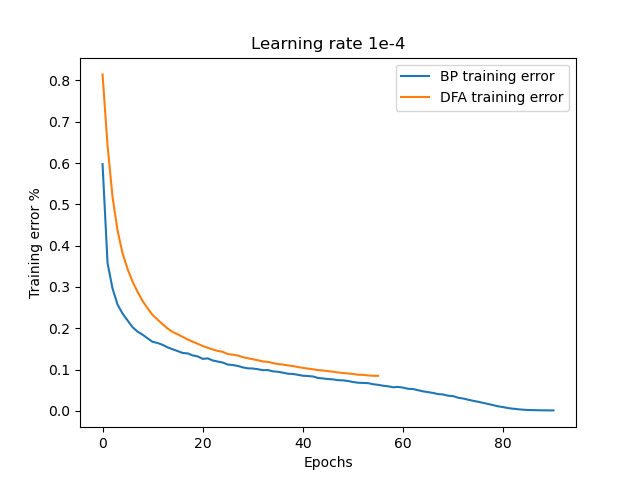 Learning rate 1e-4
BP training error
DFA training error
Training error %
0.8
0.7
0.6
0.5
0.4
0.3
0.2
0.1
0.0
0 20 40 60 80
Epochs